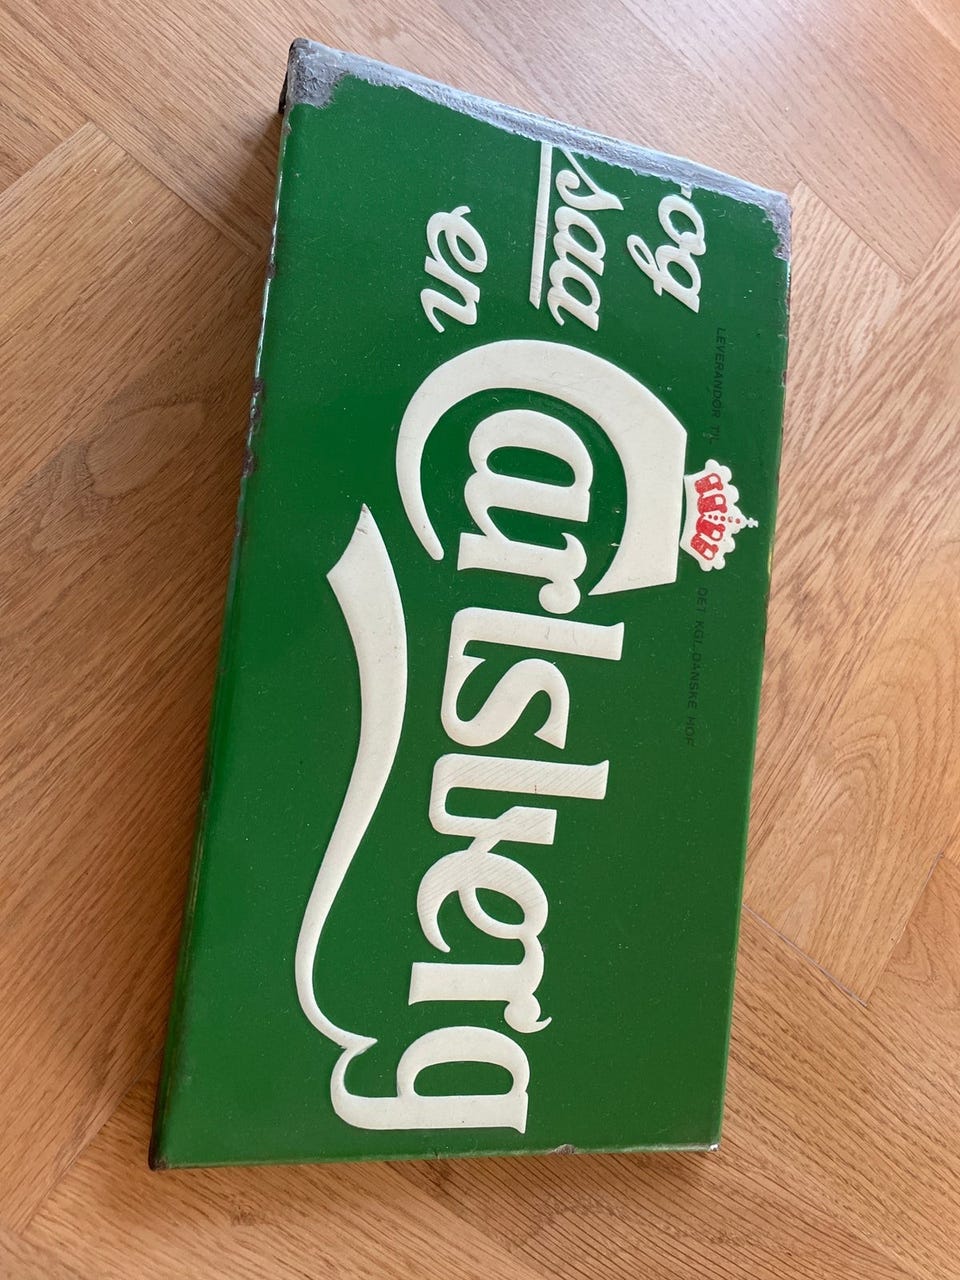 og
saa
en
LEVERANDØR TIL DET KGL. DANSKE HOF
Carlsberg